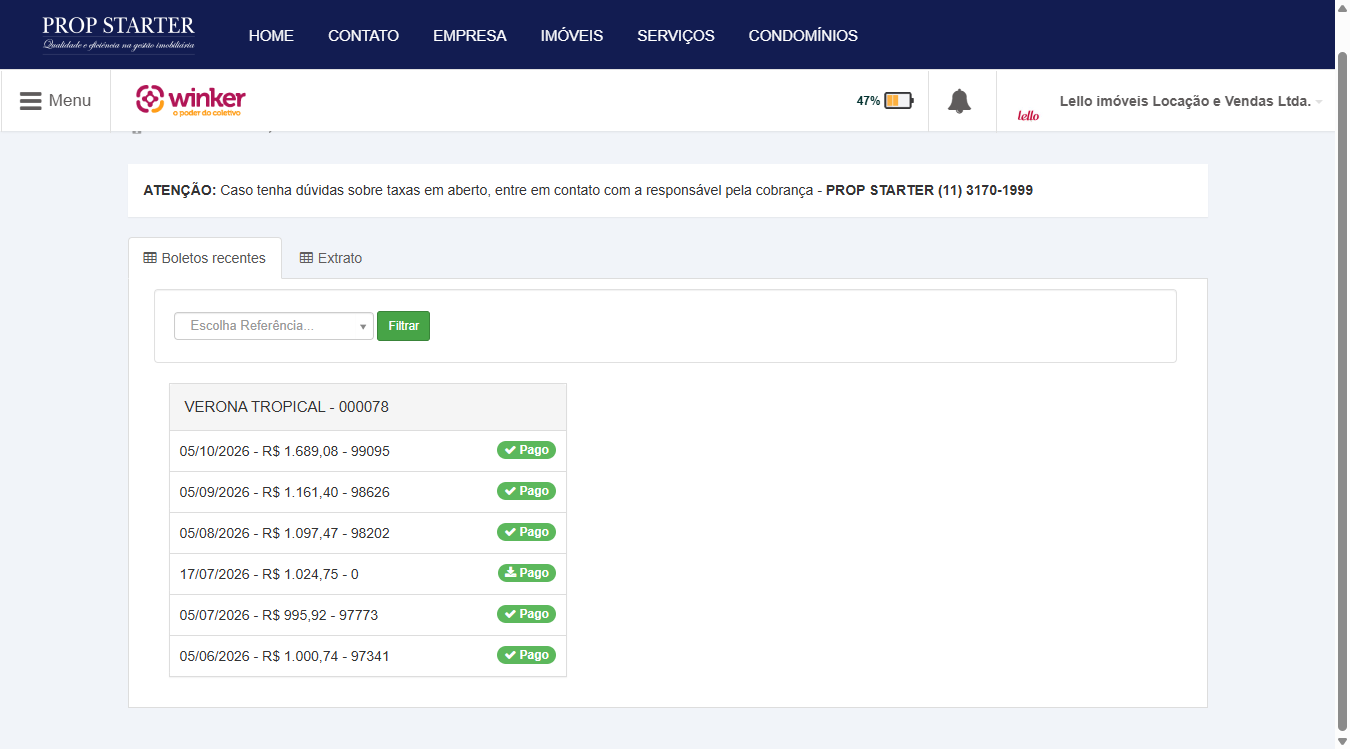 PROP STARTER
Qualidade e eficiência na gestão imobiliária
HOME CONTATO EMPRESA IMÓVEIS SERVIÇOS CONDOMÍNIOS
Menu
winker
o poder do coletivo
47%
lello
Lello imóveis Locação e Vendas Ltda.
ATENÇÃO: Caso tenha dúvidas sobre taxas em aberto, entre em contato com a responsável pela cobrança - PROP STARTER (11) 3170-1999
Boletos recentes Extrato
Escolha Referência... Filtrar
VERONA TROPICAL - 000078
05/10/2026 - R$ 1.689,08 - 99095 Pago
05/09/2026 - R$ 1.161,40 - 98626 Pago
05/08/2026 - R$ 1.097,47 - 98202 Pago
17/07/2026 - R$ 1.024,75 - 0 Pago
05/07/2026 - R$ 995,92 - 97773 Pago
05/06/2026 - R$ 1.000,74 - 97341 Pago